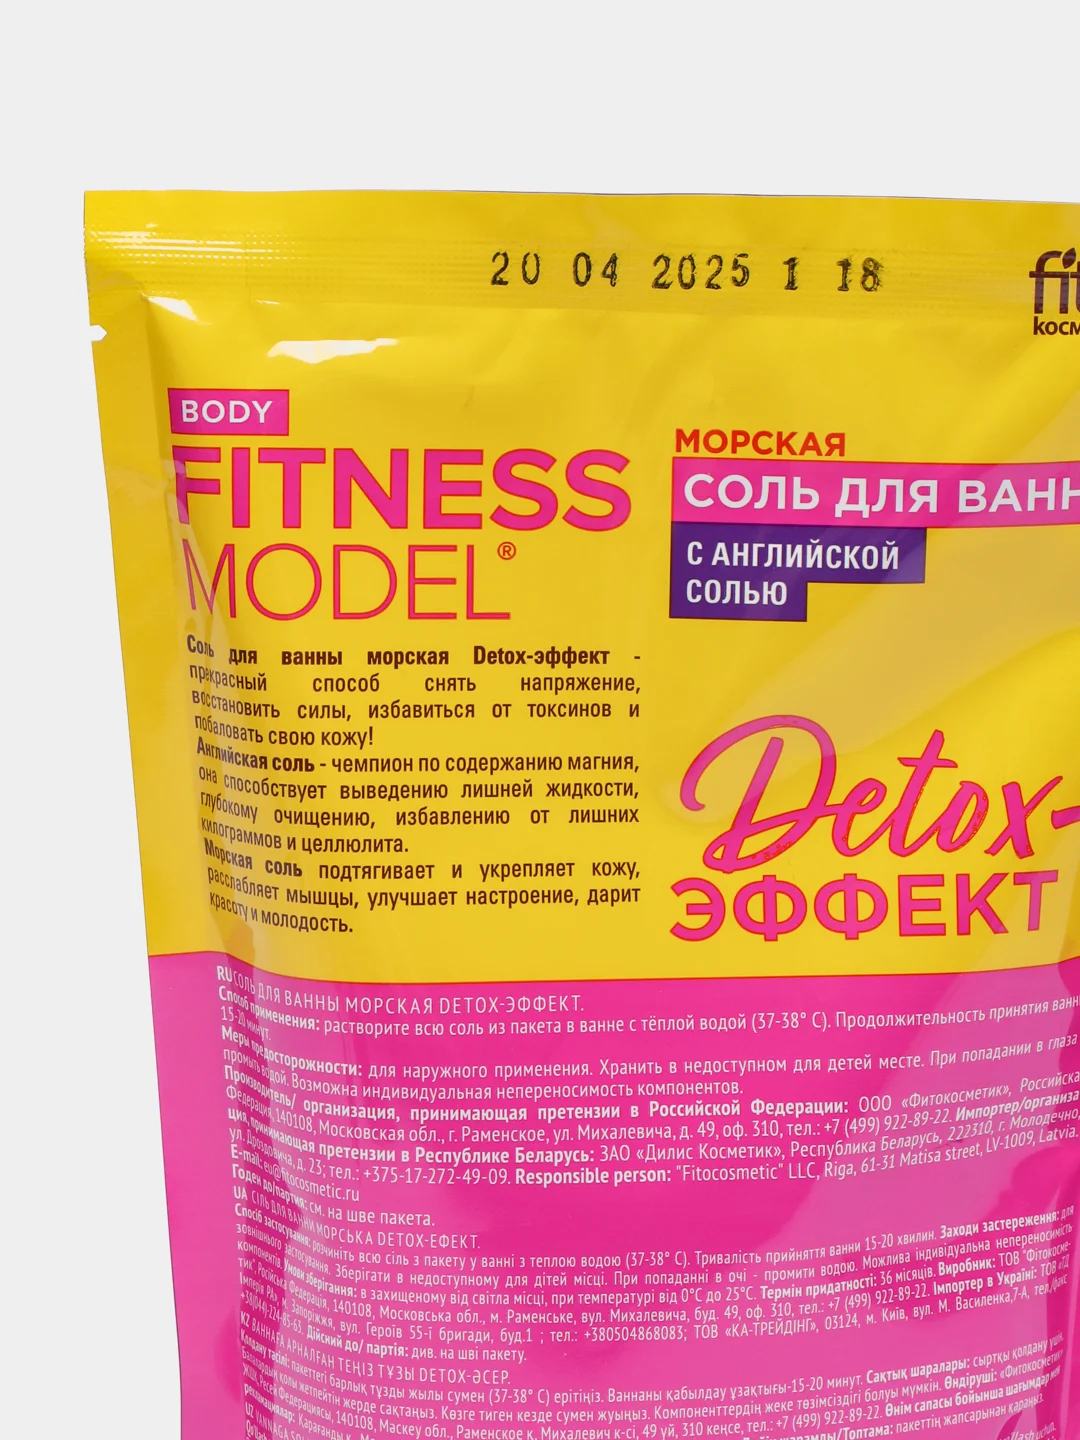 20 04 2025 1 18
BODY
FITNESS
MODEL®
МОРСКАЯ
С АНГЛИЙСКОЙ
СОЛЬЮ
СОЛЬ ДЛЯ
Соль для ванны морская Detox-эффект -
прекрасный способ снять напряжение,
восстановить силы, избавиться от токсинов и
побаловать свою кожу!
Английская соль - чемпион по содержанию магния,
она способствует выведению лишней жидкости,
глубокому очищению, избавлению от лишних
килограммов и целлюлита.
Морская соль подтягивает и укрепляет кожу,
расслабляет мышцы, улучшает настроение, дарит
красоту и молодость.
Detox-
ЭФФЕКТ
RU СОЛЬ ДЛЯ ВАННЫ МОРСКАЯ DETOX-ЭФФЕКТ.
Способ применения: растворите всю соль из пакета в ванне с тёплой водой (37-38° C). Продолжительность принятия
15-20 минут.
Меры предосторожности: для наружного применения. Хранить в недоступном для детей месте. При попадании в глаза
промыть водой. Возможна индивидуальная непереносимость компонентов.
Производитель/ организация, принимающая претензии в Российской Федерации: ООО «Фитокосметик»,
Федерация, 140108, Московская обл., г. Раменское, ул. Михалевича, д. 49, оф. 310, тел.: +7 (499) 922-89-22.
ция, принимающая претензии в Республике Беларусь: ЗАО «Дилис Косметик», Республика Беларусь, 222310, г. Молодечно,
ул. Дроздовича, д. 23; тел.: +375-17-272-49-09. Responsible person: "Fitocosmetic" LLC, Riga, 61-31 Matisa street, LV-1009, Latvia.
E-mail: eu@fitocosmetic.ru
Годен до/партия: см. на шве пакета.
UA СІЛЬ ДЛЯ ВАННИ МОРСЬКА DETOX-ЕФЕКТ.
Спосіб застосування: розчиніть всю сіль з пакету у ванні з теплою водою (37-38° C). Тривалість прийняття ванни 15-20 хвилин. Заходи застереження: для
зовнішнього застосування. Зберігати в недоступному для дітей місці. При попаданні в очі - промити водою. Можлива індивідуальна непереносимість
компонентів. Умови зберігання: в захищеному від світла місці, при температурі від 0°C до 25°C. Термін придатності: 36 місяців. Виробник: ТОВ "Фітокосме-
тик", Російська Федерація, 140108, Московська обл., м. Раменське, вул. Михалевича, буд. 49, оф. 310, тел.: +7 (499) 922-89-22. Імпортер в Україні: ТОВ
м. Запоріжжя, вул. Героїв 55-ї бригади, буд.1 ; тел.: +380504868083; ТОВ «КА-ТРЕЙДІНГ», 03124, м. Київ, вул. М. Василенка,7-А,
Дійсний до/ партія: див. на шві пакету.
KZ ВАННАҒА АРНАЛҒАН ТЕҢІЗ ТҰЗЫ DETOX-ӘСЕР.
Қолдану тәсілі: пакеттегі барлық тұзды жылы сумен (37-38° C) ерітіңіз. Ваннаны қабылдау ұзақтығы-15-20 минут. Сақтық шаралары: сыртқы қолдану үшін.
жерде сақтаңыз. Көзге тиген кезде сумен жуыңыз. Компоненттердің жеке төзімсіздігі болуы мүмкін. Өндіруші:
140108, Маскеу обл., Раменское қ., Михалевич к-сі, 49 үй, 310 кеңсе, тел.: +7 (499) 922-89-22. Өнім сапасы бойынша